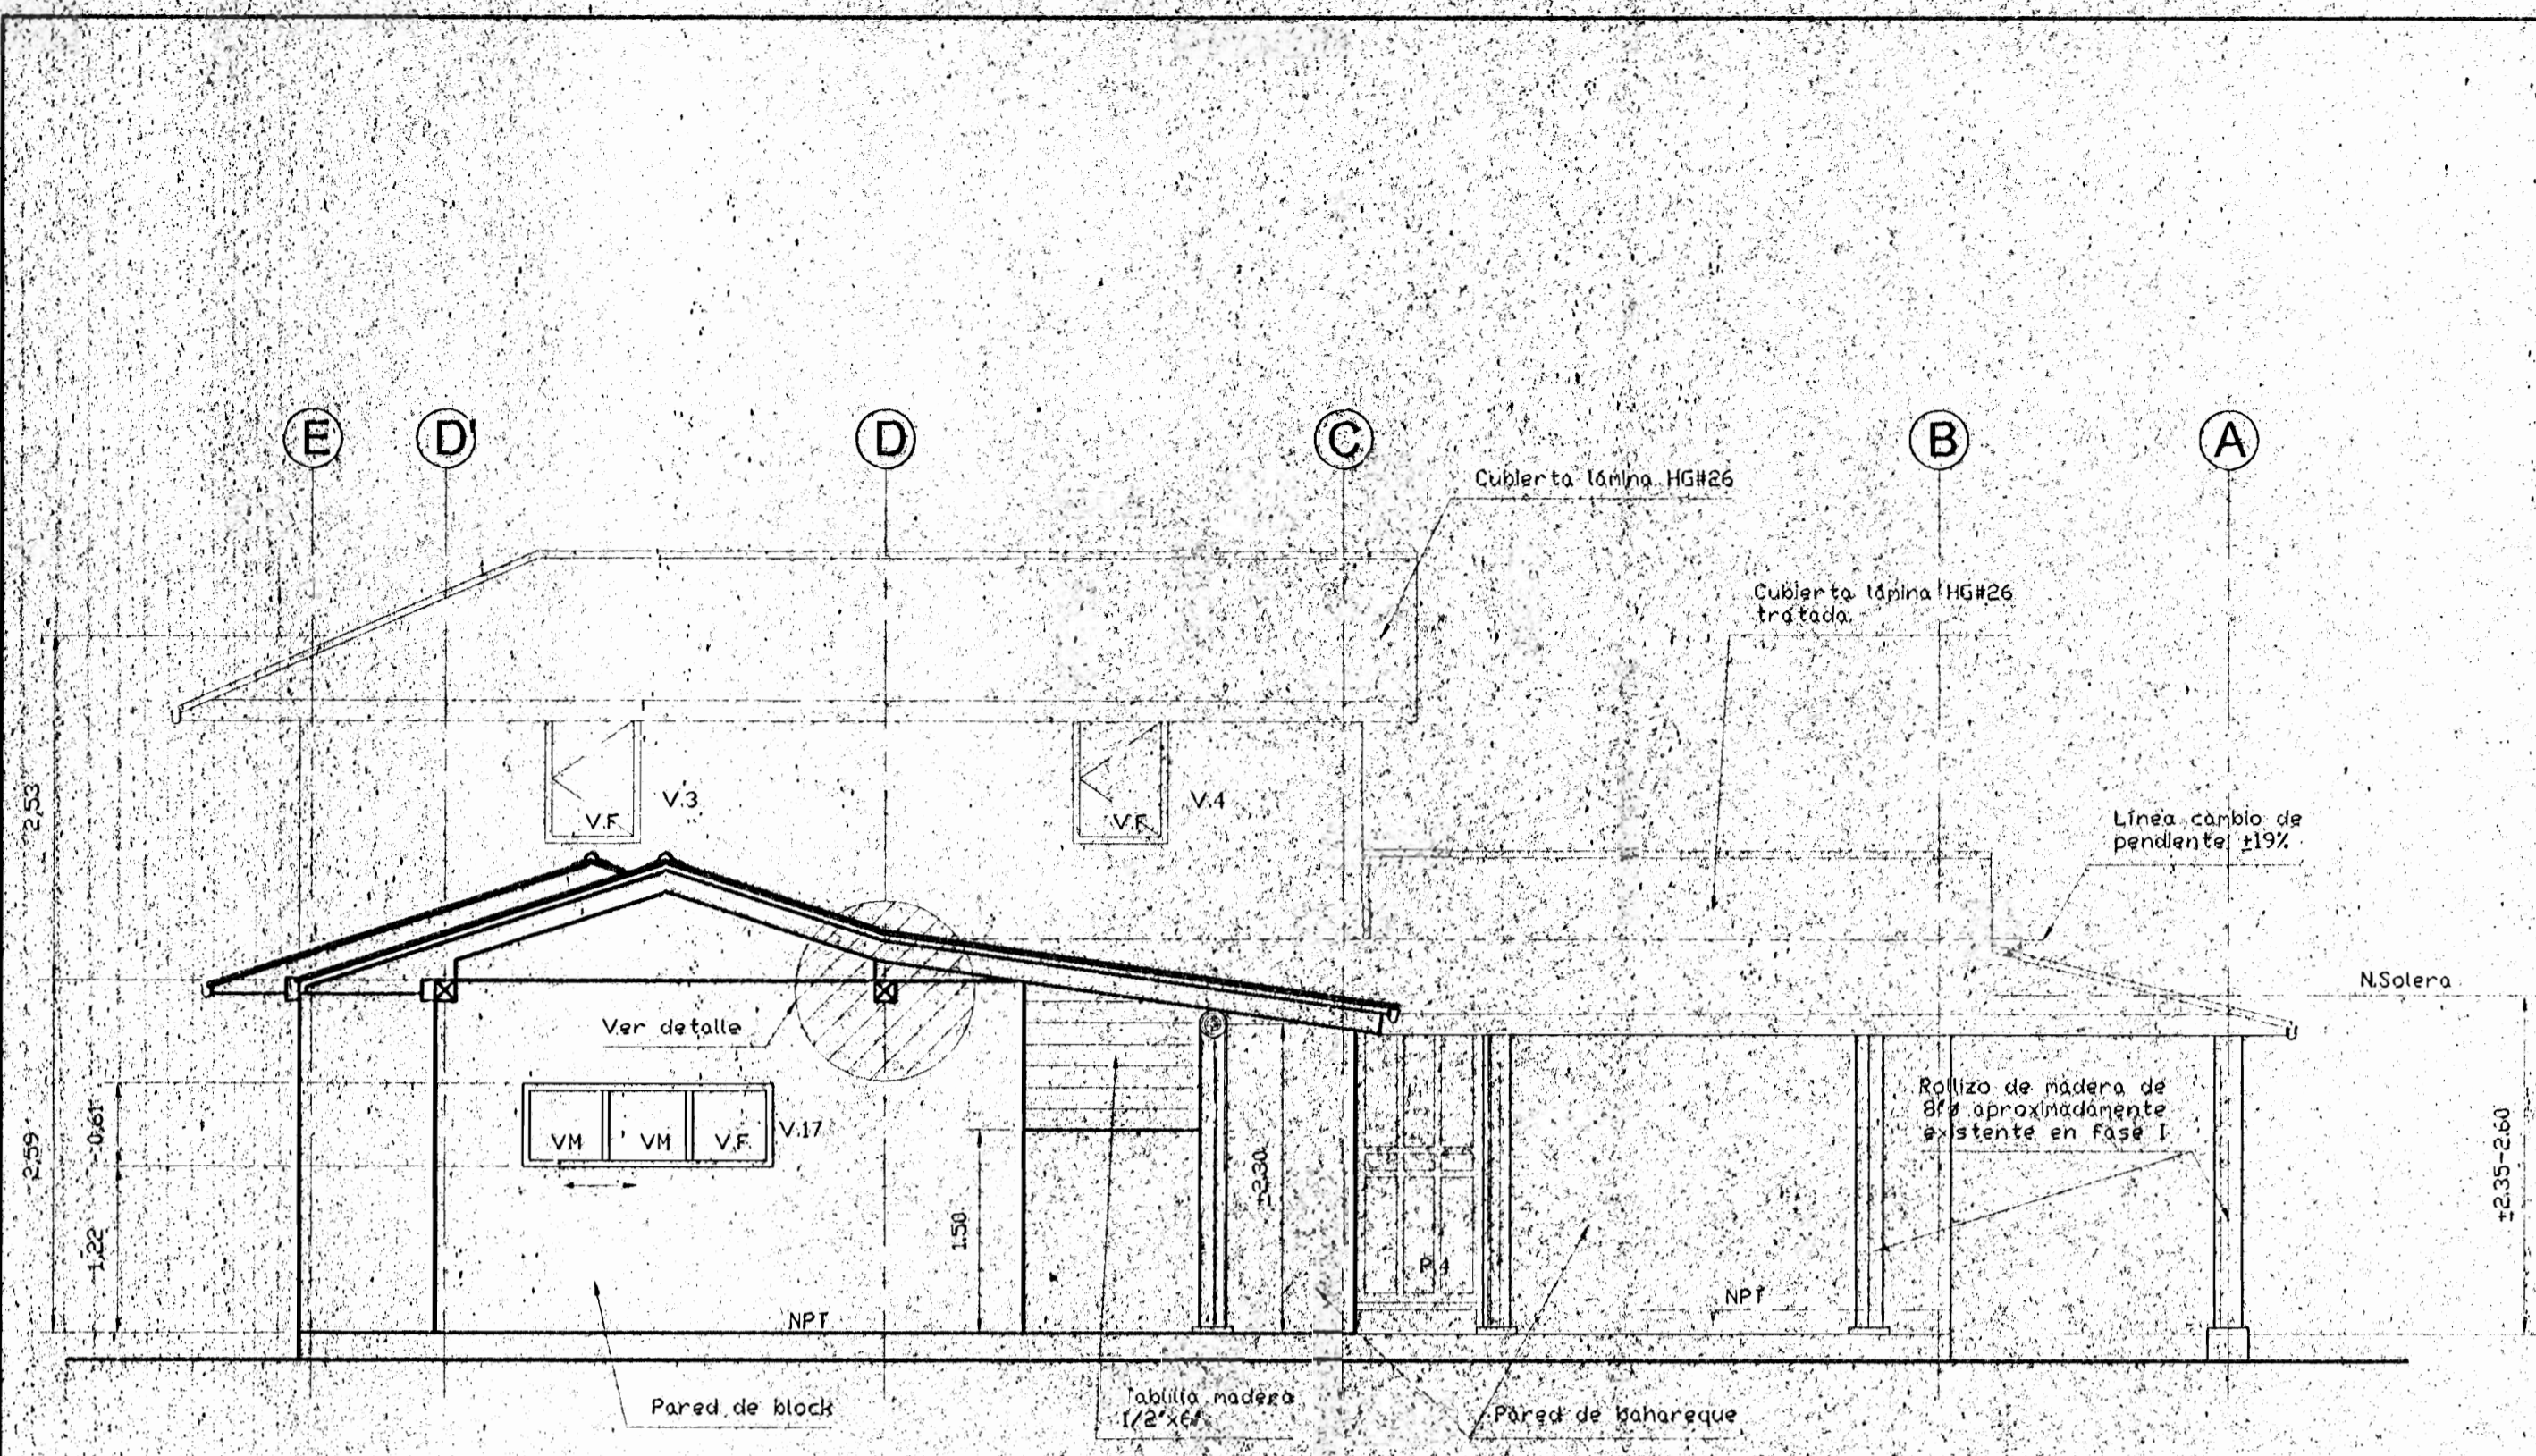 E
D'
D
C
B
A
Cubierta lámina HG#26
Cubierta lámina HG#26
tratada
2.53
V.3
V.F
V.4
V.F.
Línea cambio de
pendiente ±19%
N.Solera
Ver detalle
VM
VM
V.F
V.17
Rollizo de madera de
8"ø aproximadamente
existente en fase I
2.59
0.61
1.22
1.50
±2.30
±2.35-2.60
P.4
NPT
NPT
Pared de block
Tablilla madera
1/2"x6"
Pared de bahareque